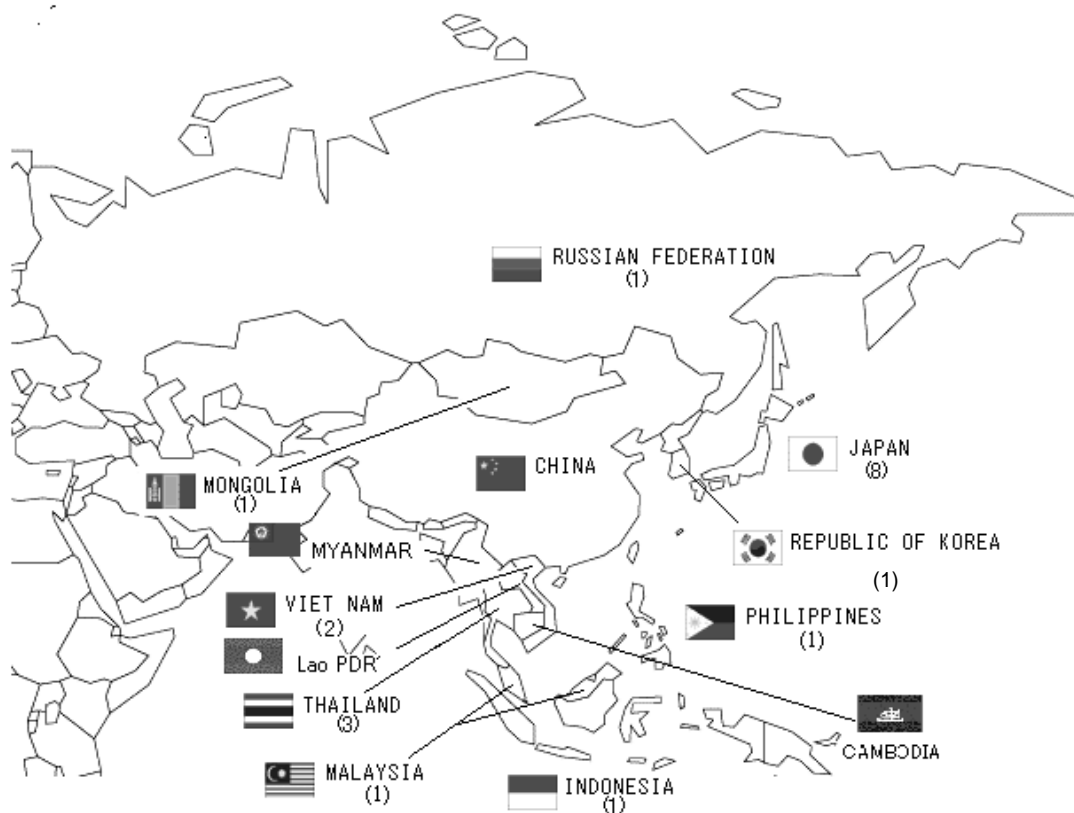 RUSSIAN FEDERATION
(1)
JAPAN
(8)
CHINA
MONGOLIA
(1)
REPUBLIC OF KOREA
(1)
MYANMAR
VIET NAM
(2)
PHILIPPINES
(1)
Lao PDR
THAILAND
(3)
CAMBODIA
MALAYSIA
(1)
INDONESIA
(1)